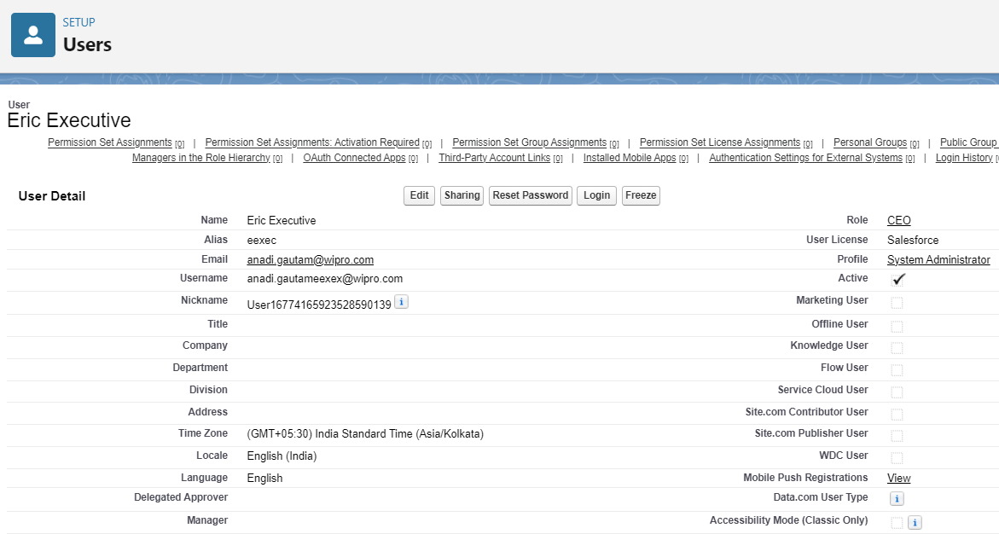 SETUP
Users
User
Eric Executive
Permission Set Assignments [0] | Permission Set Assignments: Activation Required [0] | Permission Set Group Assignments [0] | Permission Set License Assignments [0] | Personal Groups [0] | Public Group
Managers in the Role Hierarchy [0] | OAuth Connected Apps [0] | Third-Party Account Links [0] | Installed Mobile Apps [0] | Authentication Settings for External Systems [0] | Login History [0
User Detail Edit Sharing Reset Password Login Freeze
Name Eric Executive Role CEO
Alias eexec User License Salesforce
Email anadi.gautam@wipro.com Profile System Administrator
Username anadi.gautameexex@wipro.com Active
Nickname User16774165923528590139 i Marketing User
Title Offline User
Company Knowledge User
Department Flow User
Division Service Cloud User
Address Site.com Contributor User
Time Zone (GMT+05:30) India Standard Time (Asia/Kolkata) Site.com Publisher User
Locale English (India) WDC User
Language English Mobile Push Registrations View
Delegated Approver Data.com User Type i
Manager Accessibility Mode (Classic Only) i